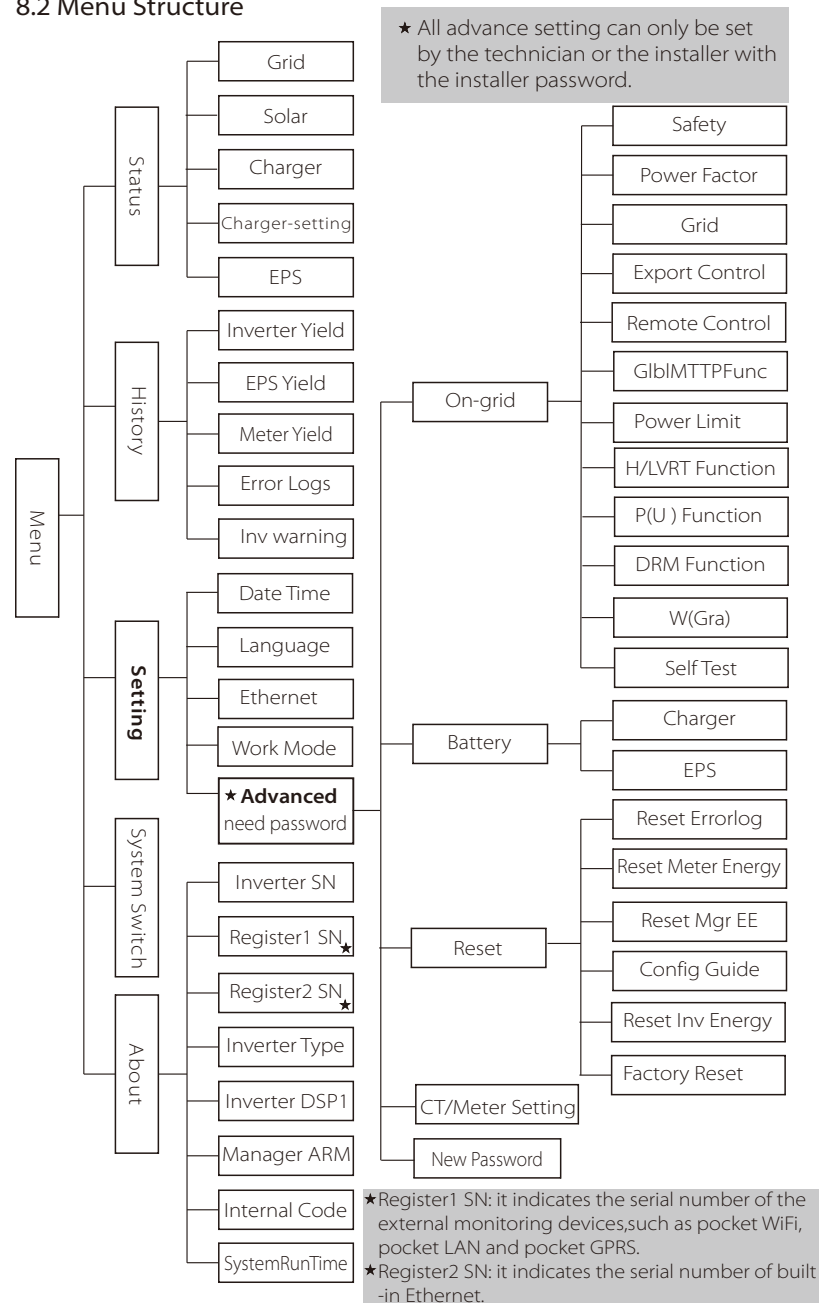 8.2 Menu Structure
★ All advance setting can only be set
by the technician or the installer with
the installer password.
Menu
Status
Grid
Solar
Charger
Charger-setting
EPS
History
Inverter Yield
EPS Yield
Meter Yield
Error Logs
Inv warning
Setting
Date Time
Language
Ethernet
Work Mode
★ Advanced
need password
On-grid
Safety
Power Factor
Grid
Export Control
Remote Control
GlblMTTPFunc
Power Limit
H/LVRT Function
P(U ) Function
DRM Function
W(Gra)
Self Test
Battery
Charger
EPS
Reset
Reset Errorlog
Reset Meter Energy
Reset Mgr EE
Config Guide
Reset Inv Energy
Factory Reset
CT/Meter Setting
New Password
System Switch
About
Inverter SN
Register1 SN★
Register2 SN★
Inverter Type
Inverter DSP1
Manager ARM
Internal Code
SystemRunTime
★Register1 SN: it indicates the serial number of the
external monitoring devices,such as pocket WiFi,
pocket LAN and pocket GPRS.
★Register2 SN: it indicates the serial number of built
-in Ethernet.